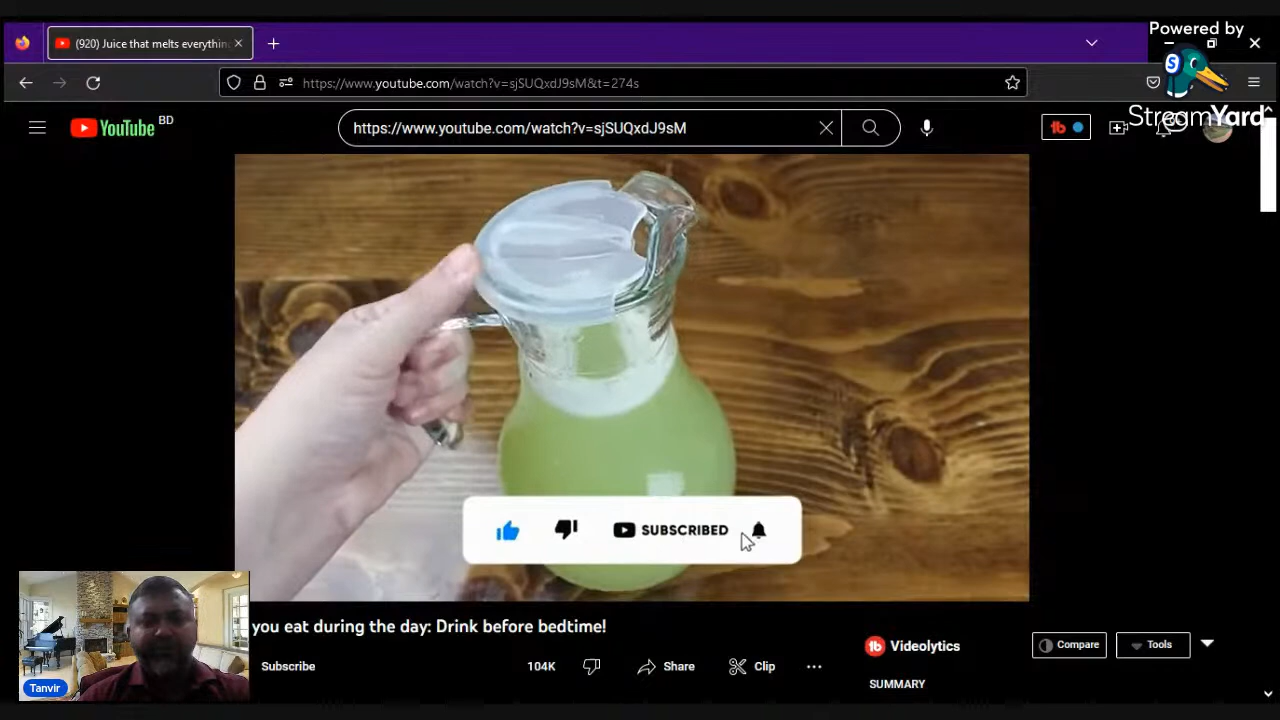 Powered by
StreamYard
(920) Juice that melts everythin
https://www.youtube.com/watch?v=sjSUQxdJ9sM&t=274s
YouTube BD
https://www.youtube.com/watch?v=sjSUQxdJ9sM
SUBSCRIBED
you eat during the day: Drink before bedtime!
Subscribe
104K
Share
Clip
Videolytics
Compare
Tools
SUMMARY
Tanvir